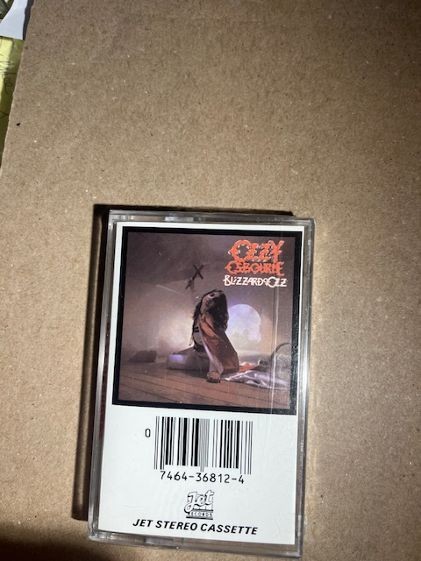 OZZY
OSBOURNE
BLIZZARD OF OZZ
0
7464-36812-4
Jet
RECORDS
JET STEREO CASSETTE